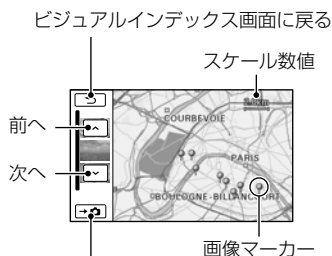 ビジュアルインデックス画面に戻る
スケール数値
前へ
次へ
COURBEVOIE
PARIS
BOULOGNE-BILLANCOURT
画像マーカー